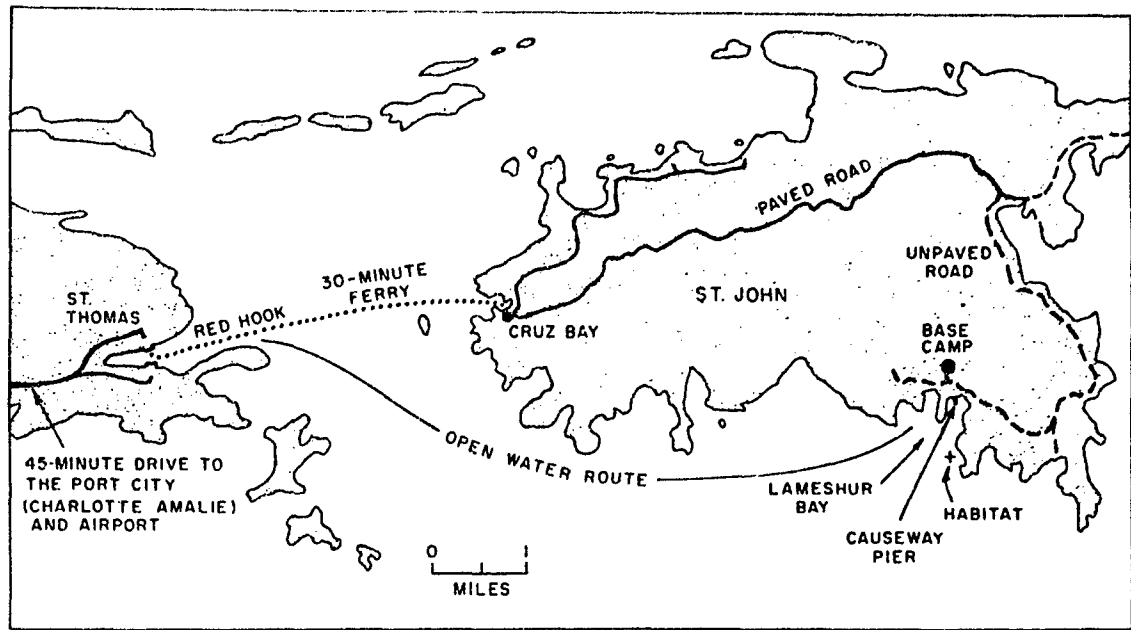 PAVED ROAD
UNPAVED
ROAD
30-MINUTE
FERRY
ST.
THOMAS
RED HOOK
ST. JOHN
CRUZ BAY
BASE
CAMP
OPEN WATER ROUTE
45-MINUTE DRIVE TO
THE PORT CITY
(CHARLOTTE AMALIE)
AND AIRPORT
LAMESHUR
BAY
HABITAT
CAUSEWAY
PIER
0 1
MILES